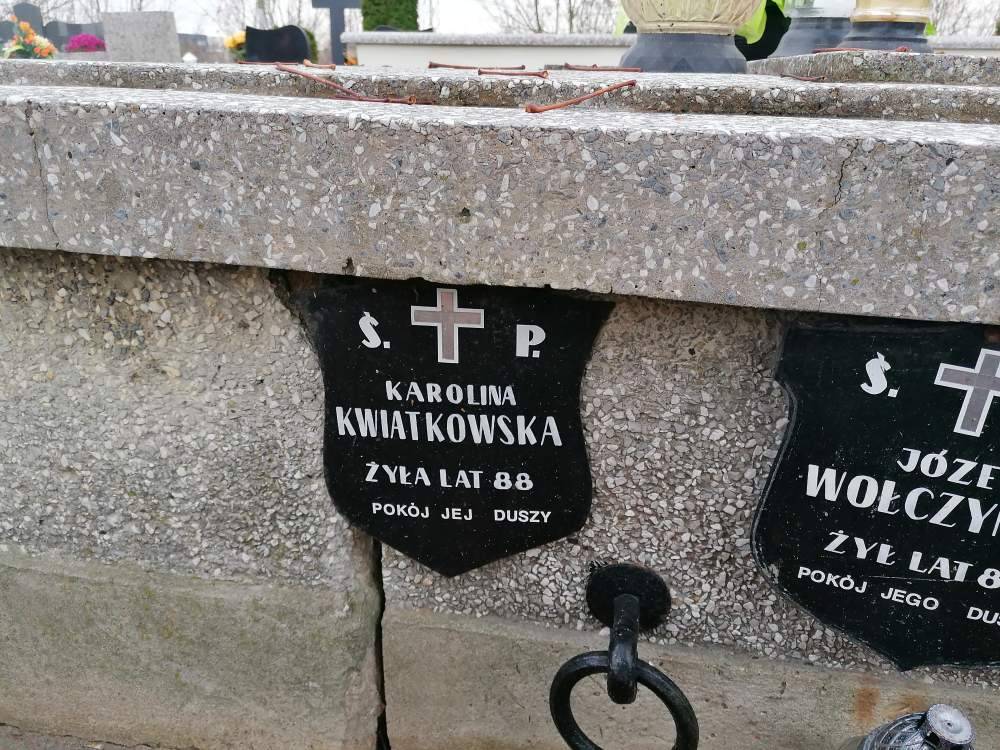 Ś. P.
KAROLINA
KWIATKOWSKA
ŻYŁA LAT 88
POKÓJ JEJ DUSZY
Ś.
ŻYŁ LAT
POKÓJ JEGO